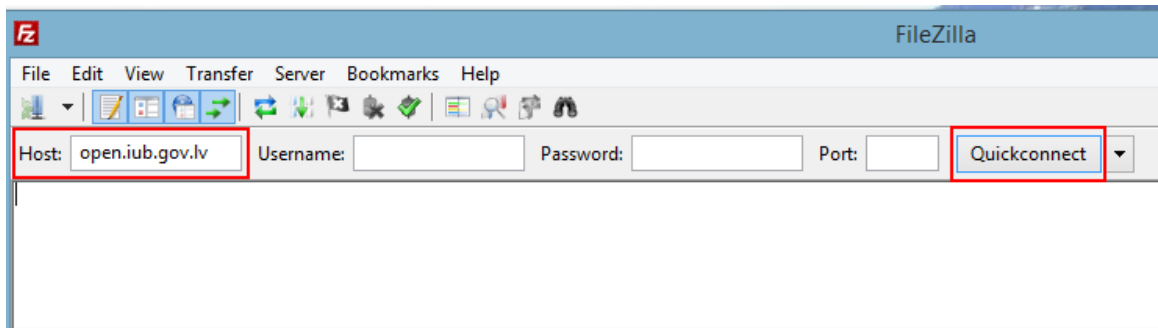 FileZilla
File Edit View Transfer Server Bookmarks Help
Host: open.iub.gov.lv Username: Password: Port: Quickconnect